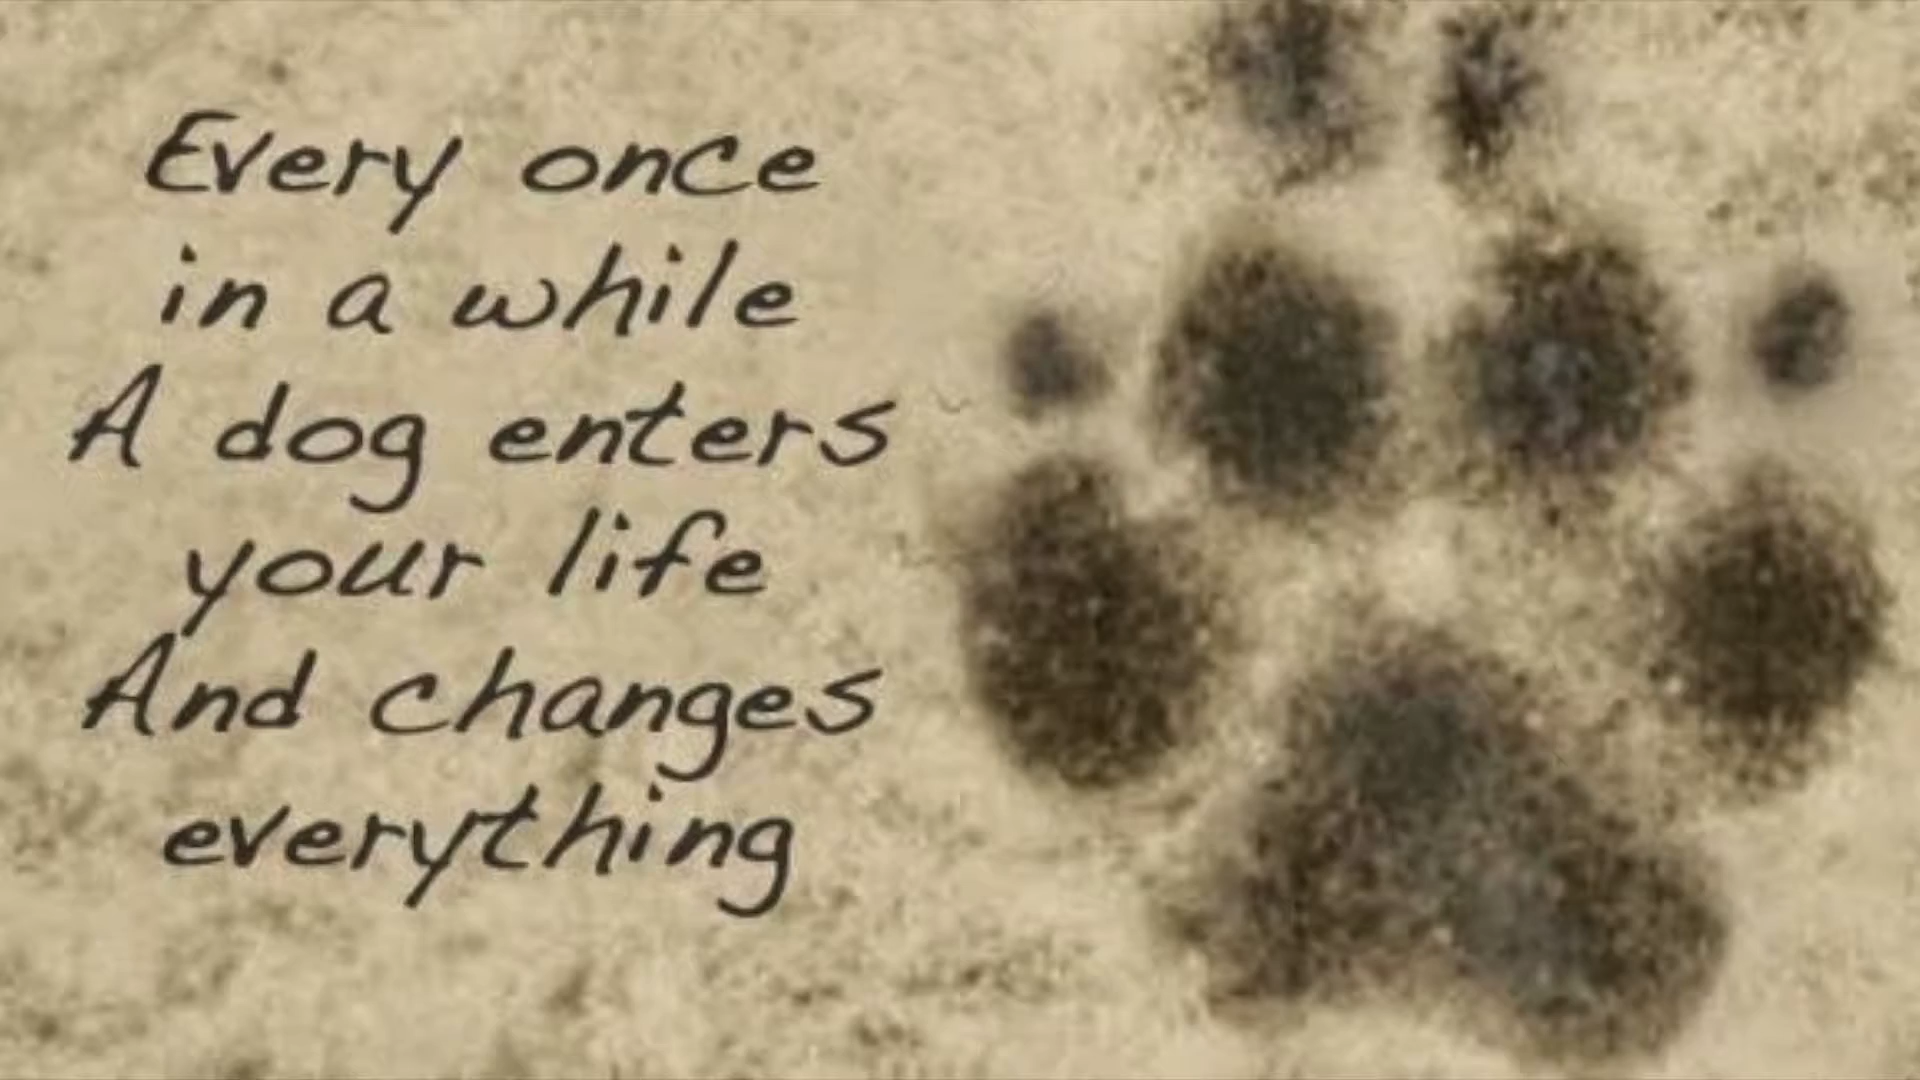 Every once
in a while
A dog enters
your life
And changes
everything